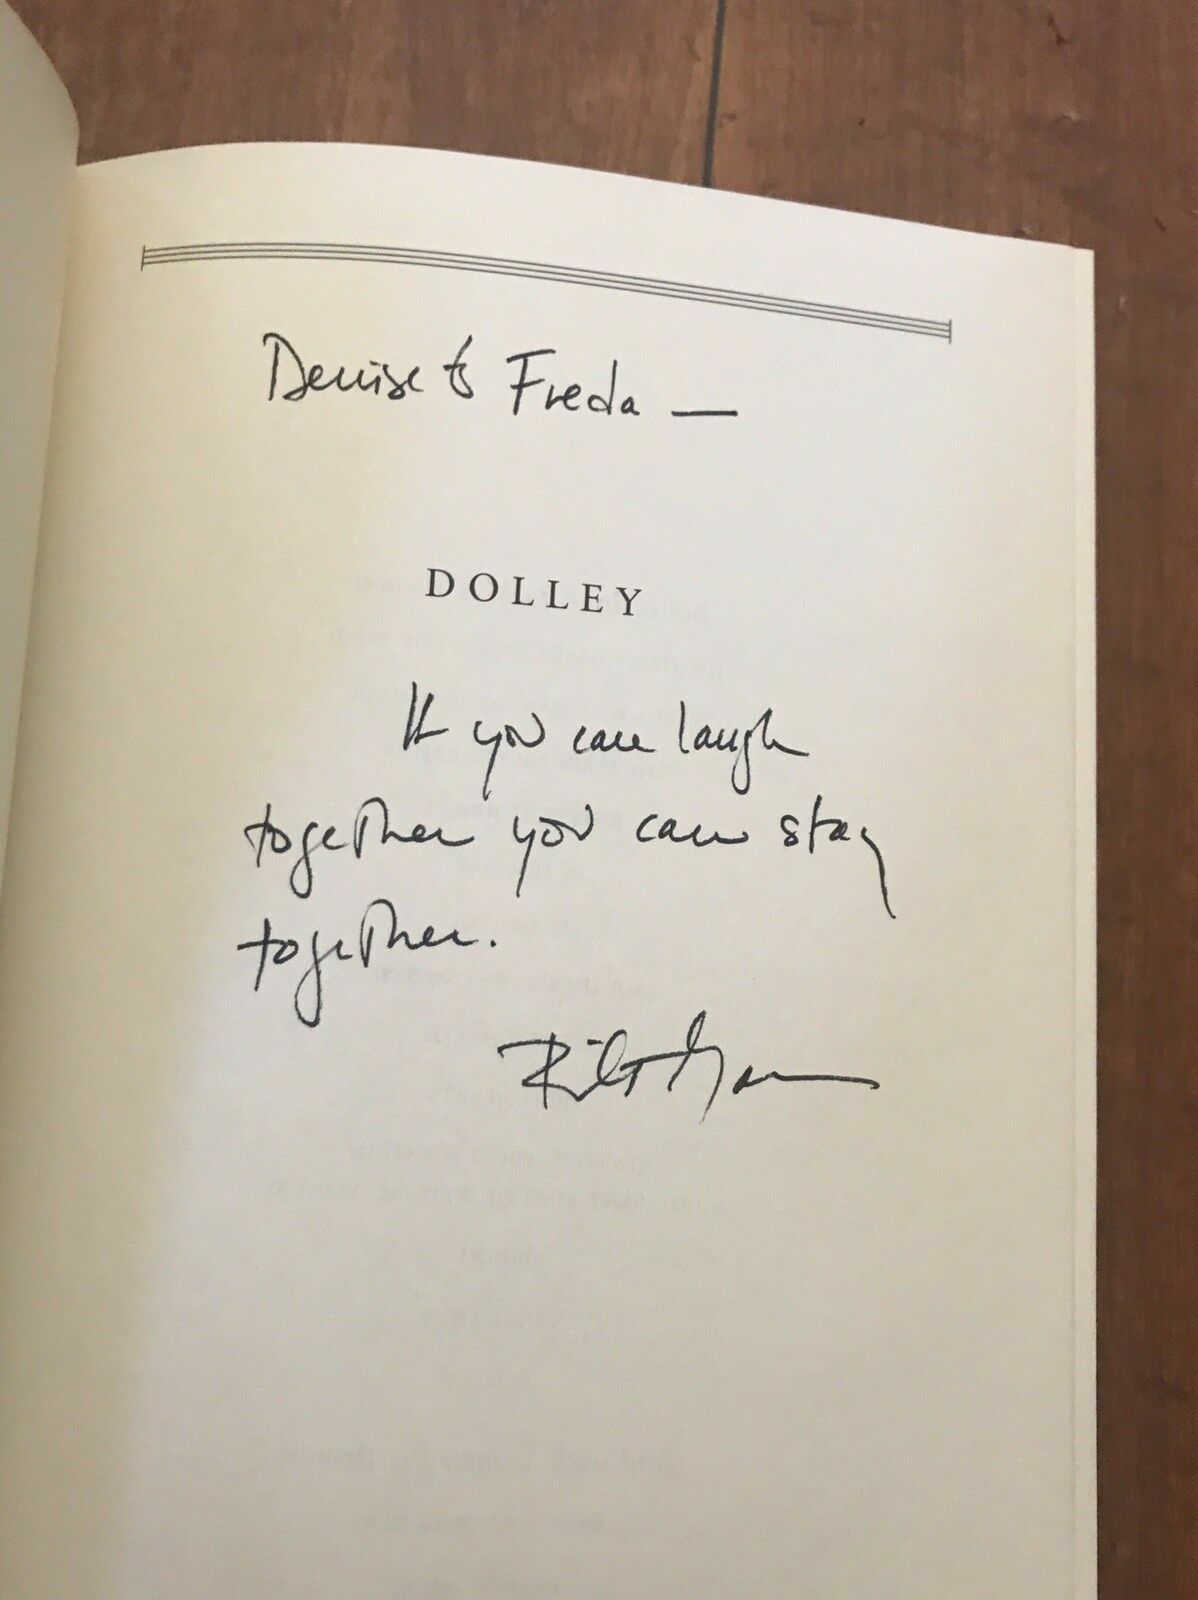 Denise & Freda —
DOLLEY
If you can laugh
together you can stay
together.